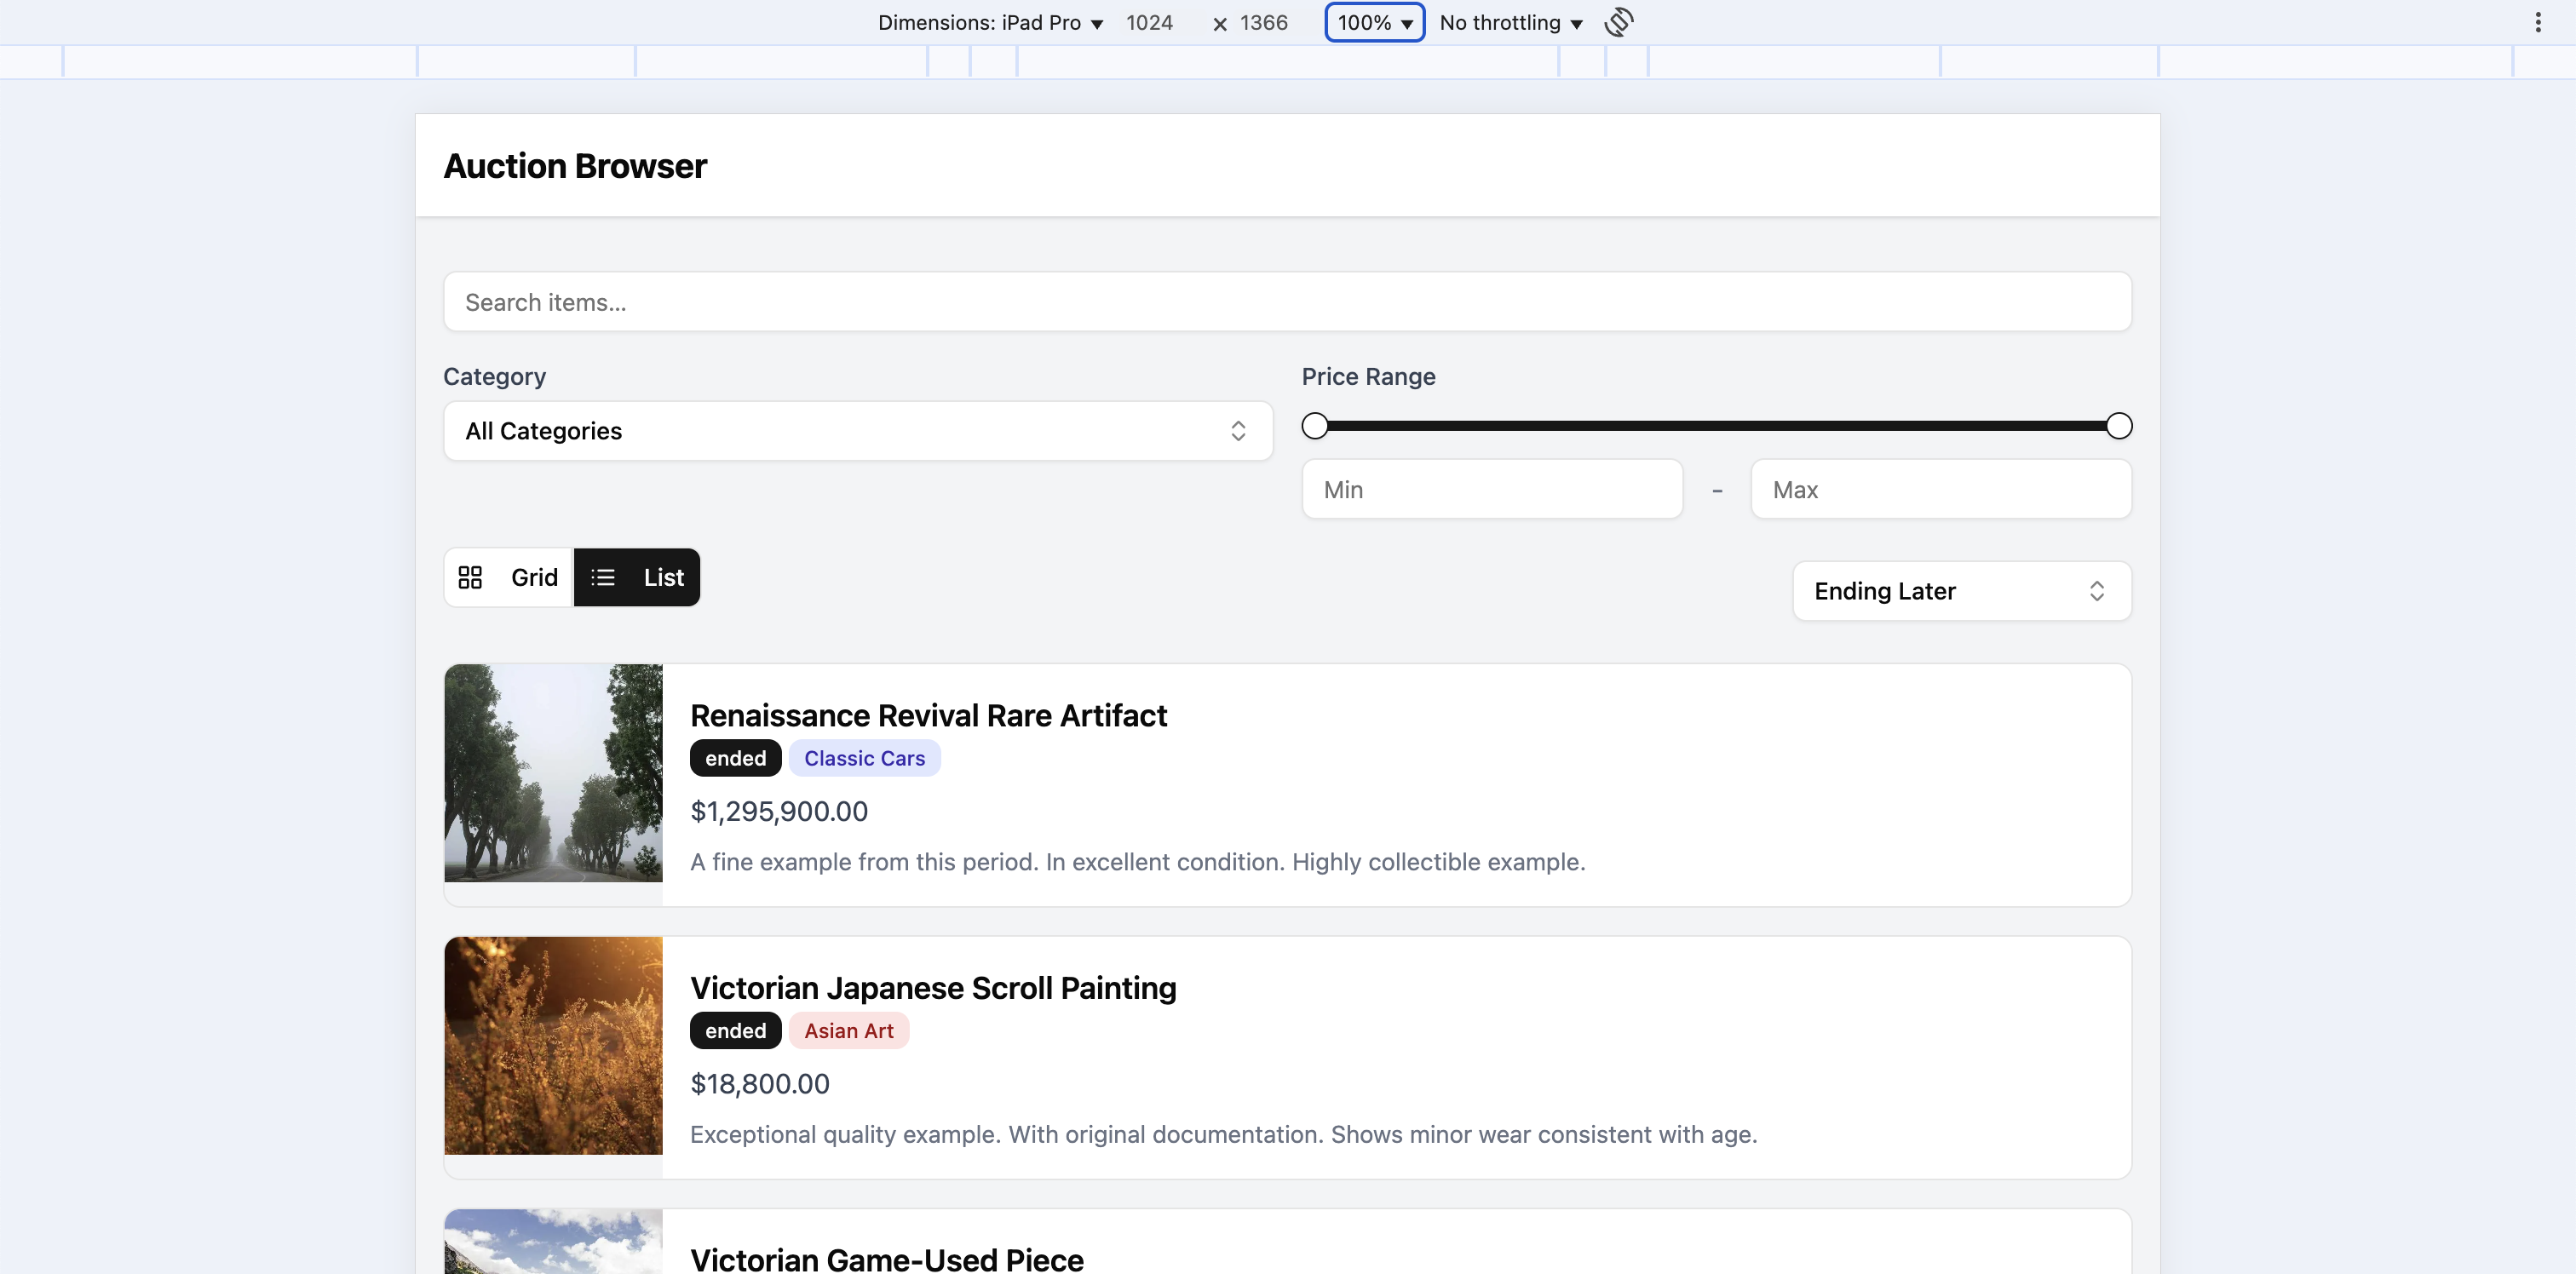 Dimensions: iPad Pro 1024 × 1366 100% No throttling
Auction Browser
Search items...
Category
Price Range
All Categories
Min - Max
Grid List
Ending Later
Renaissance Revival Rare Artifact
ended Classic Cars
$1,295,900.00
A fine example from this period. In excellent condition. Highly collectible example.
Victorian Japanese Scroll Painting
ended Asian Art
$18,800.00
Exceptional quality example. With original documentation. Shows minor wear consistent with age.
Victorian Game-Used Piece